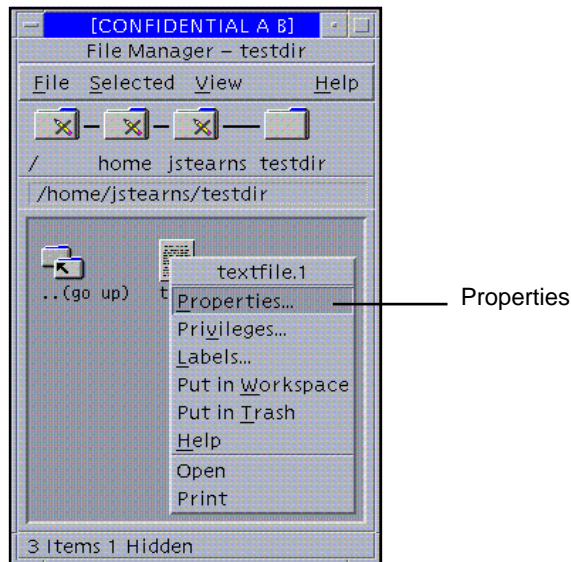 [CONFIDENTIAL A B]
File Manager – testdir
File Selected View Help
/ home jstearns testdir
/home/jstearns/testdir
..(go up)
textfile.1
Properties...
Properties
Privileges...
Labels...
Put in Workspace
Put in Trash
Help
Open
Print
3 Items 1 Hidden